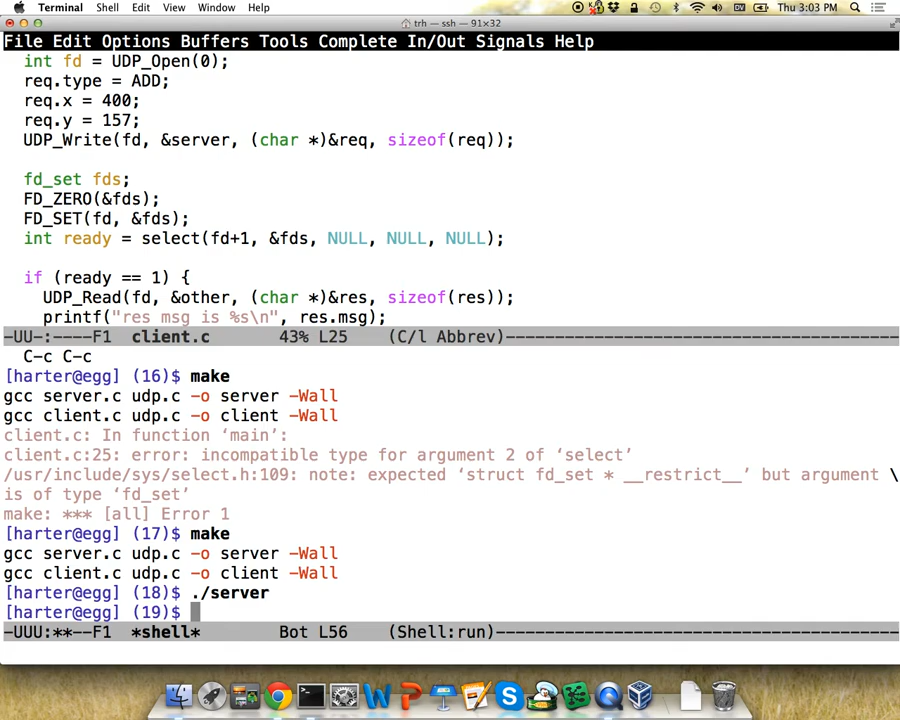 Terminal Shell Edit View Window Help Thu 3:03 PM
trh — ssh — 91×32
File Edit Options Buffers Tools Complete In/Out Signals Help
int fd = UDP_Open(0);
req.type = ADD;
req.x = 400;
req.y = 157;
UDP_Write(fd, &server, (char *)&req, sizeof(req));
fd_set fds;
FD_ZERO(&fds);
FD_SET(fd, &fds);
int ready = select(fd+1, &fds, NULL, NULL, NULL);
if (ready == 1) {
UDP_Read(fd, &other, (char *)&res, sizeof(res));
printf("res msg is %s\n", res.msg);
-UU-:----F1 client.c 43% L25 (C/l Abbrev)------------------------------------------
C-c C-c
[harter@egg] (16)$ make
gcc server.c udp.c -o server -Wall
gcc client.c udp.c -o client -Wall
client.c: In function ‘main’:
client.c:25: error: incompatible type for argument 2 of ‘select’
/usr/include/sys/select.h:109: note: expected ‘struct fd_set * __restrict__’ but argument \
is of type ‘fd_set’
make: *** [all] Error 1
[harter@egg] (17)$ make
gcc server.c udp.c -o server -Wall
gcc client.c udp.c -o client -Wall
[harter@egg] (18)$ ./server
[harter@egg] (19)$
-UUU:**--F1 *shell* Bot L56 (Shell:run)------------------------------------------